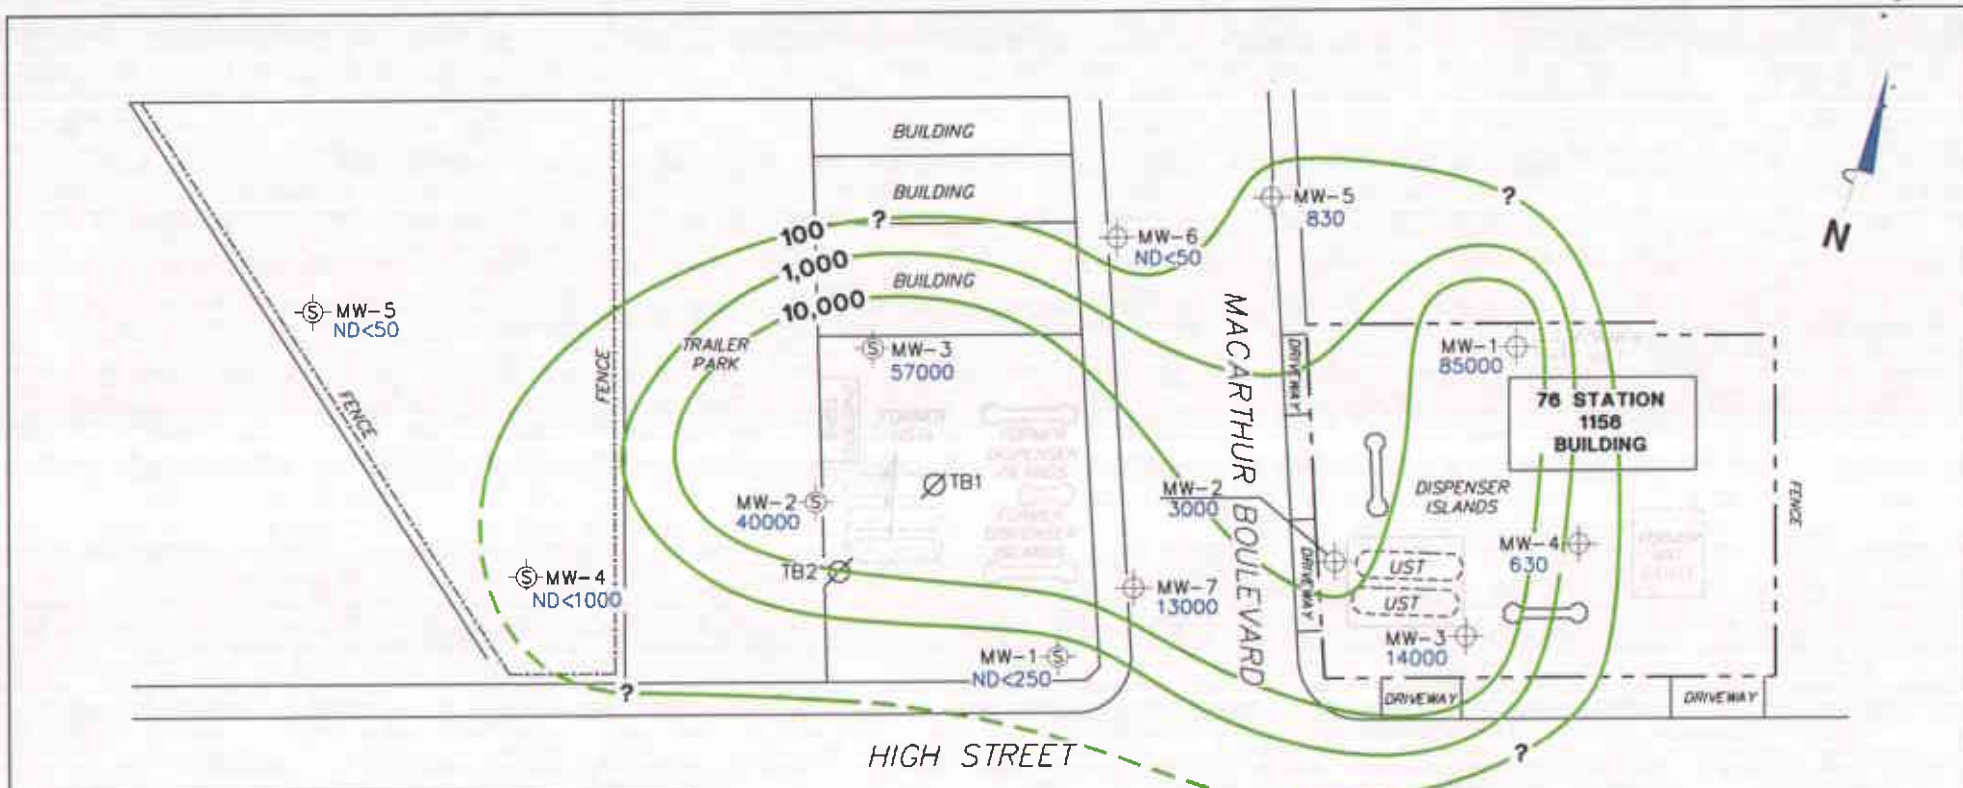 BUILDING
BUILDING
?
MW-5
830
100
?
MW-6
ND<50
1,000
BUILDING
10,000
N
MW-5
ND<50
TRAILER
PARK
MW-3
57000
MACARTHUR BOULEVARD
DRIVEWAY
MW-1
85000
FENCE
FENCE
76 STATION
1156
BUILDING
MW-2
40000
TB1
MW-2
3000
DISPENSER
ISLANDS
FENCE
TB2
MW-4
ND<1000
MW-7
13000
DRIVEWAY
UST
UST
MW-4
630
MW-3
14000
MW-1
ND<250
?
DRIVEWAY
DRIVEWAY
HIGH STREET
?